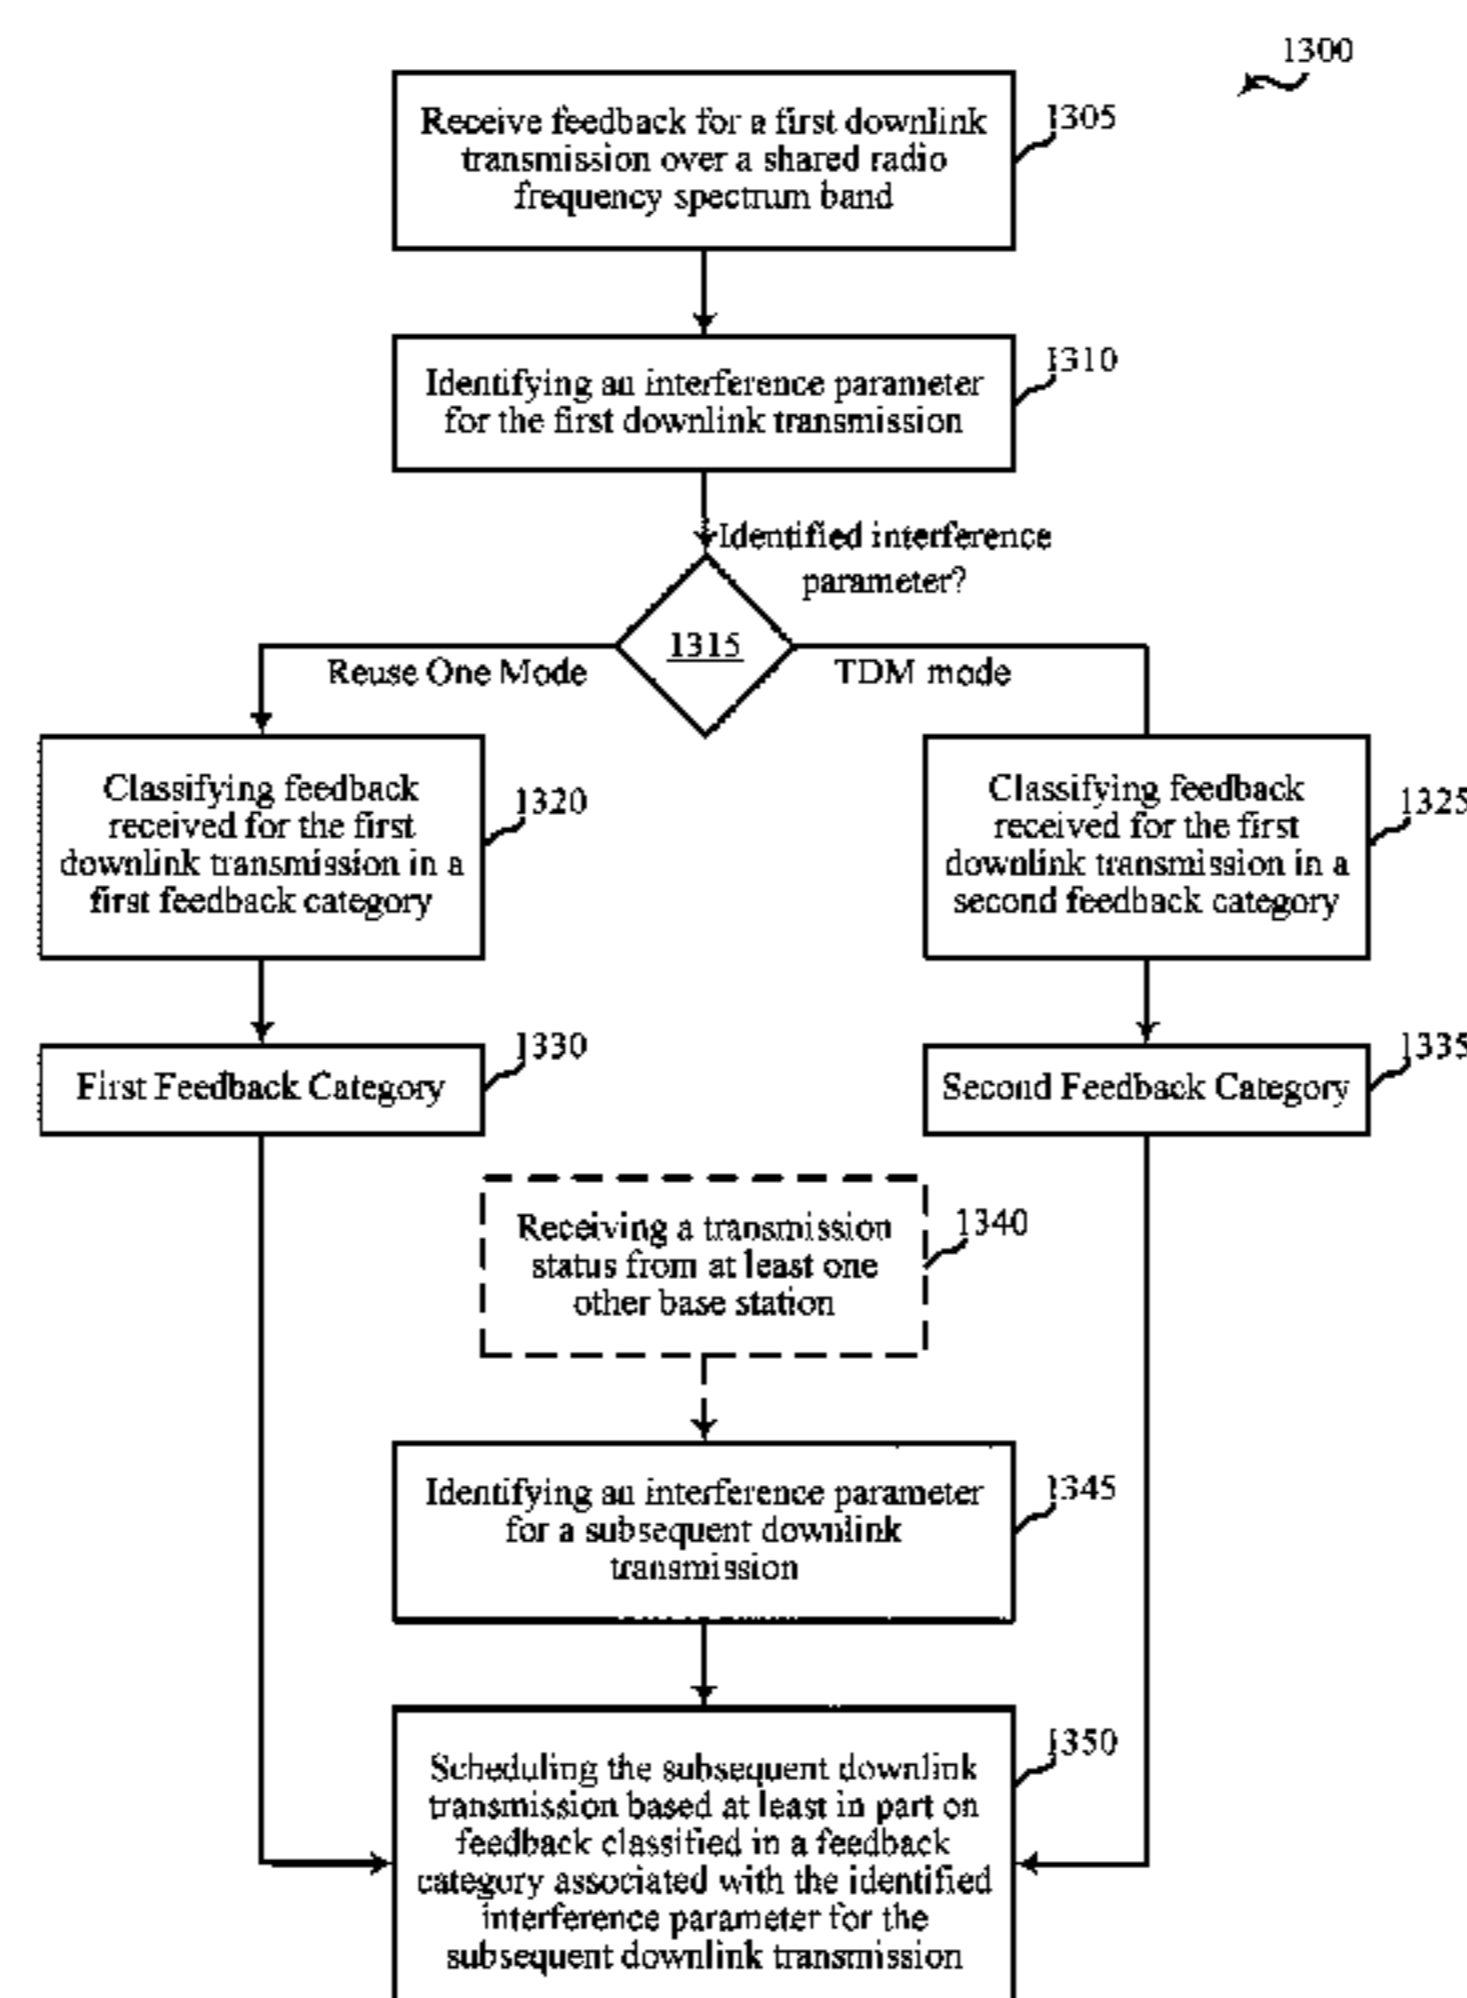 1300
Receive feedback for a first downlink
transmission over a shared radio
frequency spectrum band
1305
Identifying an interference parameter
for the first downlink transmission
1310
Identified interference
parameter?
1315
Reuse One Mode
TDM mode
Classifying feedback
received for the first
downlink transmission in a
first feedback category
1320
Classifying feedback
received for the first
downlink transmission in a
second feedback category
1325
First Feedback Category
1330
Second Feedback Category
1335
Receiving a transmission
status from at least one
other base station
1340
Identifying an interference parameter
for a subsequent downlink
transmission
1345
Scheduling the subsequent downlink
transmission based at least in part on
feedback classified in a feedback
category associated with the identified
interference parameter for the
subsequent downlink transmission
1350